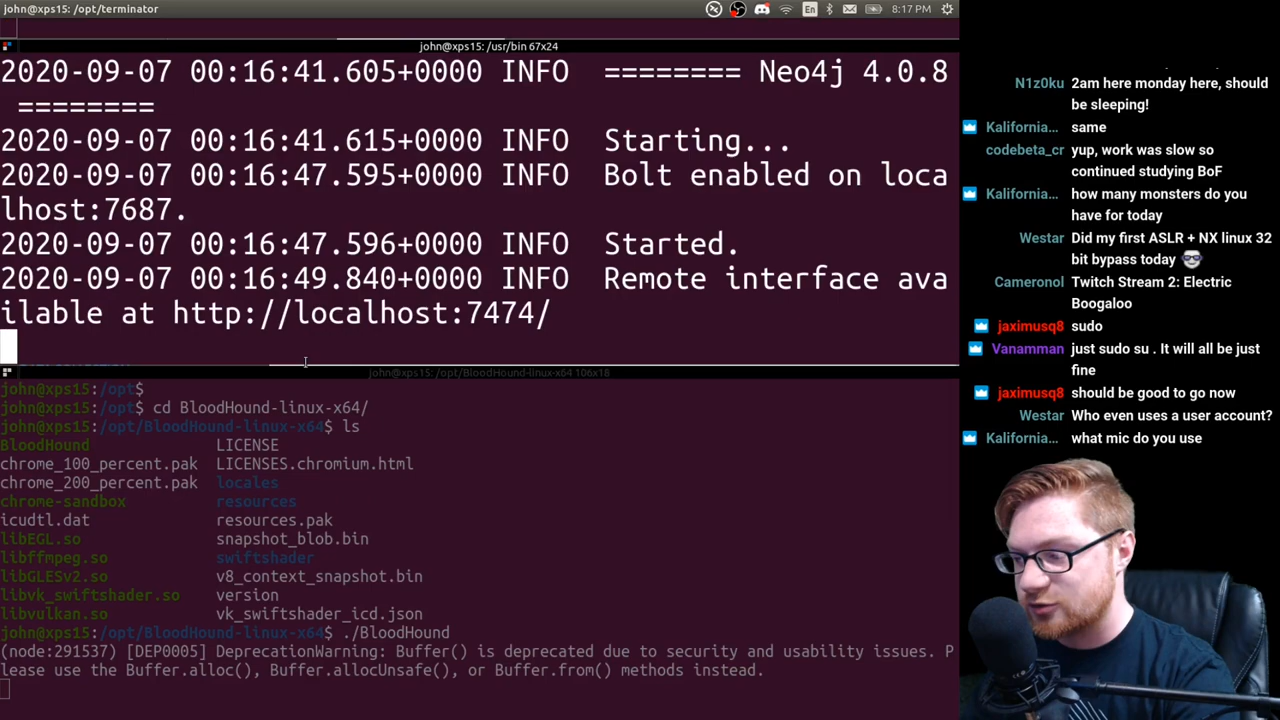 john@xps15: /opt/terminator
En
8:17 PM
john@xps15: /usr/bin 67x24
2020-09-07 00:16:41.605+0000 INFO  ======== Neo4j 4.0.8
========
2020-09-07 00:16:41.615+0000 INFO  Starting...
2020-09-07 00:16:47.595+0000 INFO  Bolt enabled on loca
lhost:7687.
2020-09-07 00:16:47.596+0000 INFO  Started.
2020-09-07 00:16:49.840+0000 INFO  Remote interface ava
ilable at http://localhost:7474/
john@xps15: /opt/BloodHound-linux-x64 106x18
john@xps15:/opt$
john@xps15:/opt$ cd BloodHound-linux-x64/
john@xps15:/opt/BloodHound-linux-x64$ ls
BloodHound LICENSE
chrome_100_percent.pak LICENSES.chromium.html
chrome_200_percent.pak locales
chrome-sandbox resources
icudtl.dat resources.pak
libEGL.so snapshot_blob.bin
libffmpeg.so swiftshader
libGLESv2.so v8_context_snapshot.bin
libvk_swiftshader.so version
libvulkan.so vk_swiftshader_icd.json
john@xps15:/opt/BloodHound-linux-x64$ ./BloodHound
(node:291537) [DEP0005] DeprecationWarning: Buffer() is deprecated due to security and usability issues. P
lease use the Buffer.alloc(), Buffer.allocUnsafe(), or Buffer.from() methods instead.
N1z0ku 2am here monday here, should
be sleeping!
Kalifornia... same
codebeta_cr yup, work was slow so
continued studying BoF
Kalifornia... how many monsters do you
have for today
Westar Did my first ASLR + NX linux 32
bit bypass today
Cameronol Twitch Stream 2: Electric
Boogaloo
jaximusq8 sudo
Vanamman just sudo su . It will all be just
fine
jaximusq8 should be good to go now
Westar Who even uses a user account?
Kalifornia... what mic do you use